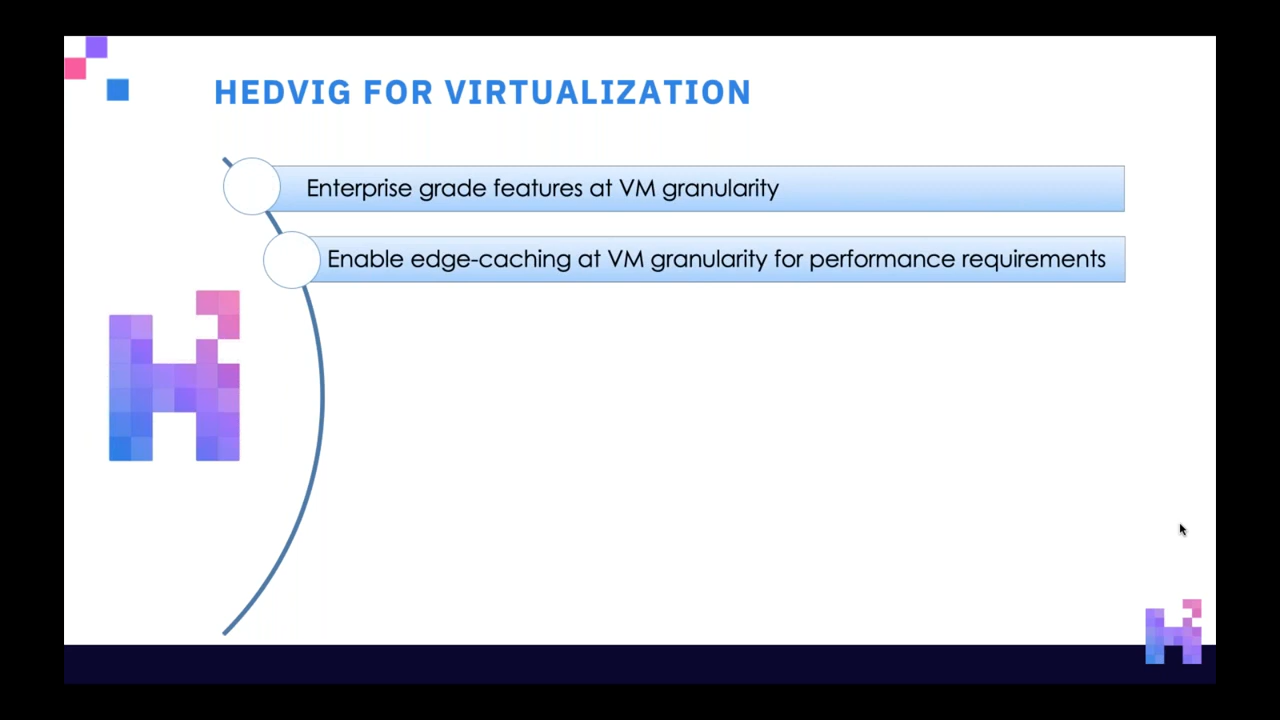 HEDVIG FOR VIRTUALIZATION
Enterprise grade features at VM granularity
Enable edge-caching at VM granularity for performance requirements